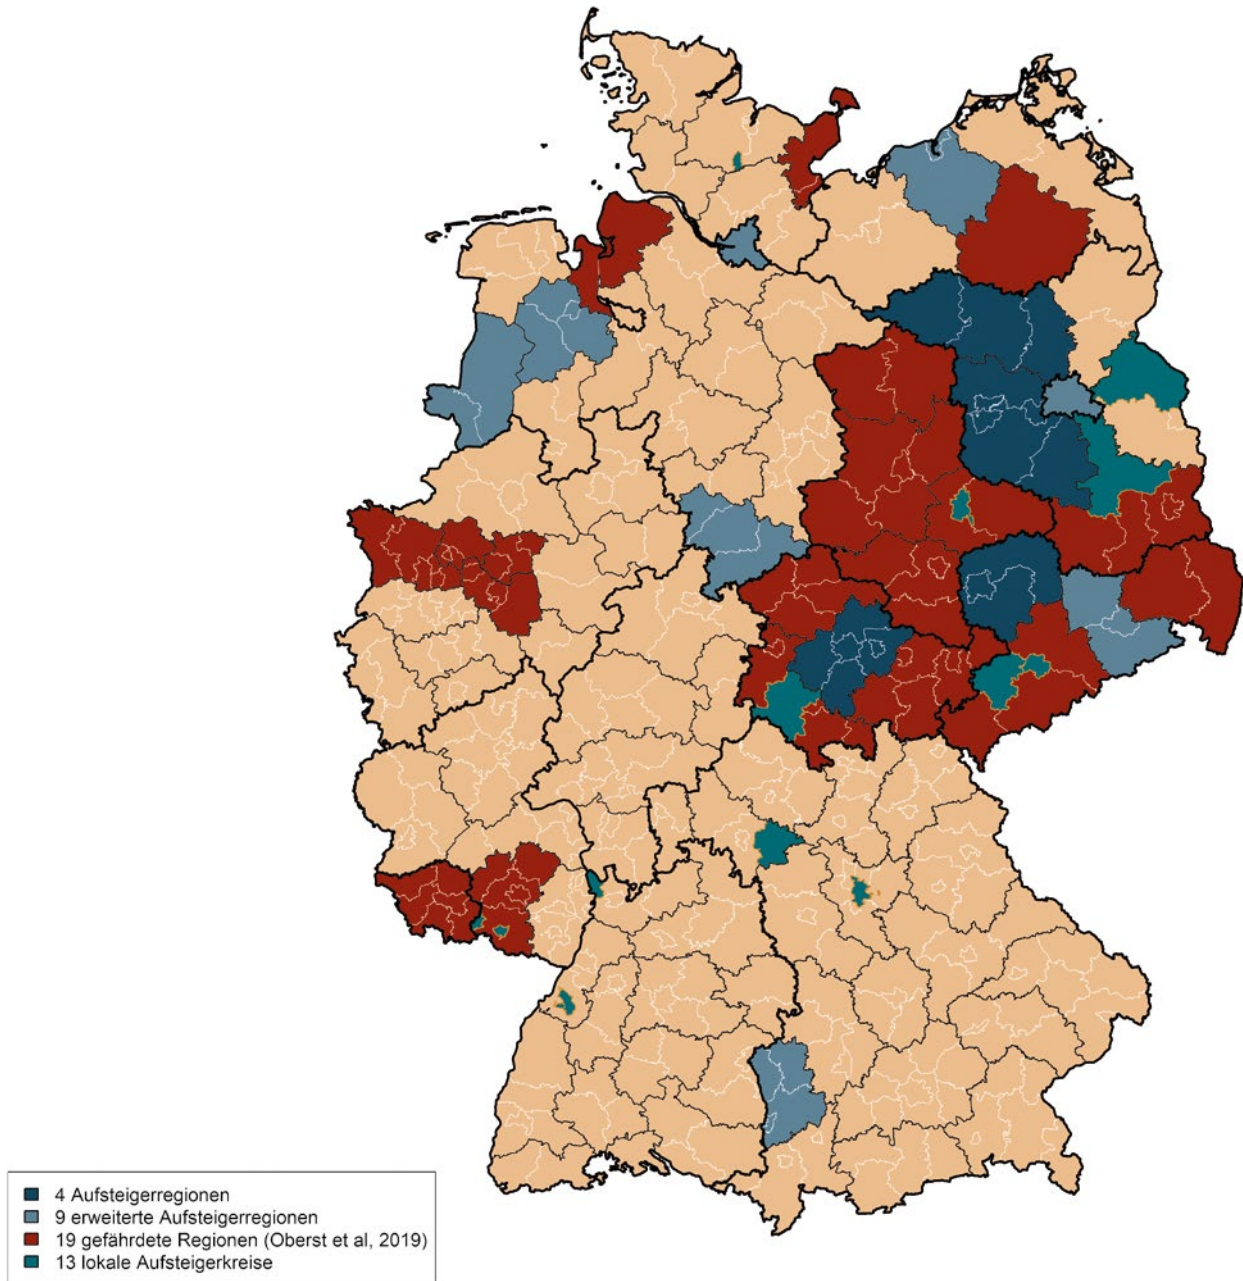 4 Aufsteigerregionen
9 erweiterte Aufsteigerregionen
19 gefährdete Regionen (Oberst et al, 2019)
13 lokale Aufsteigerkreise